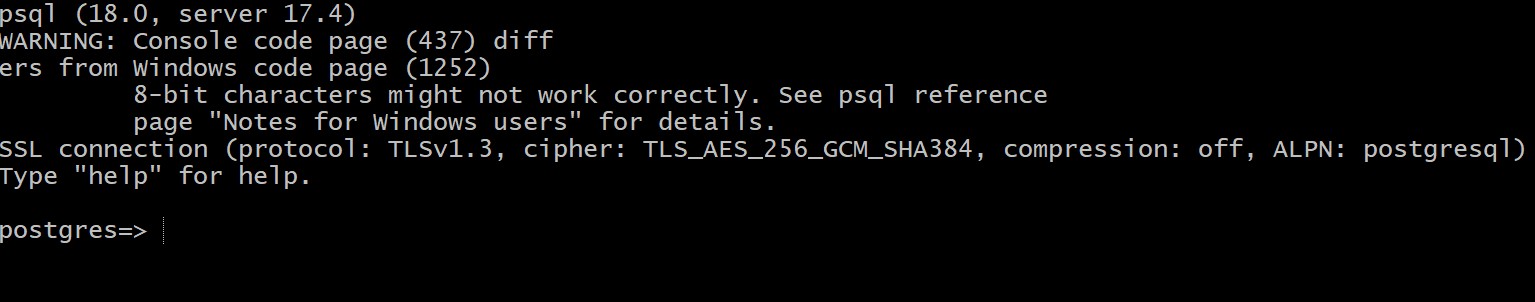 psql (18.0, server 17.4)
WARNING: Console code page (437) diff
ers from Windows code page (1252)
         8-bit characters might not work correctly. See psql reference
         page "Notes for Windows users" for details.
SSL connection (protocol: TLSv1.3, cipher: TLS_AES_256_GCM_SHA384, compression: off, ALPN: postgresql)
Type "help" for help.

postgres=>